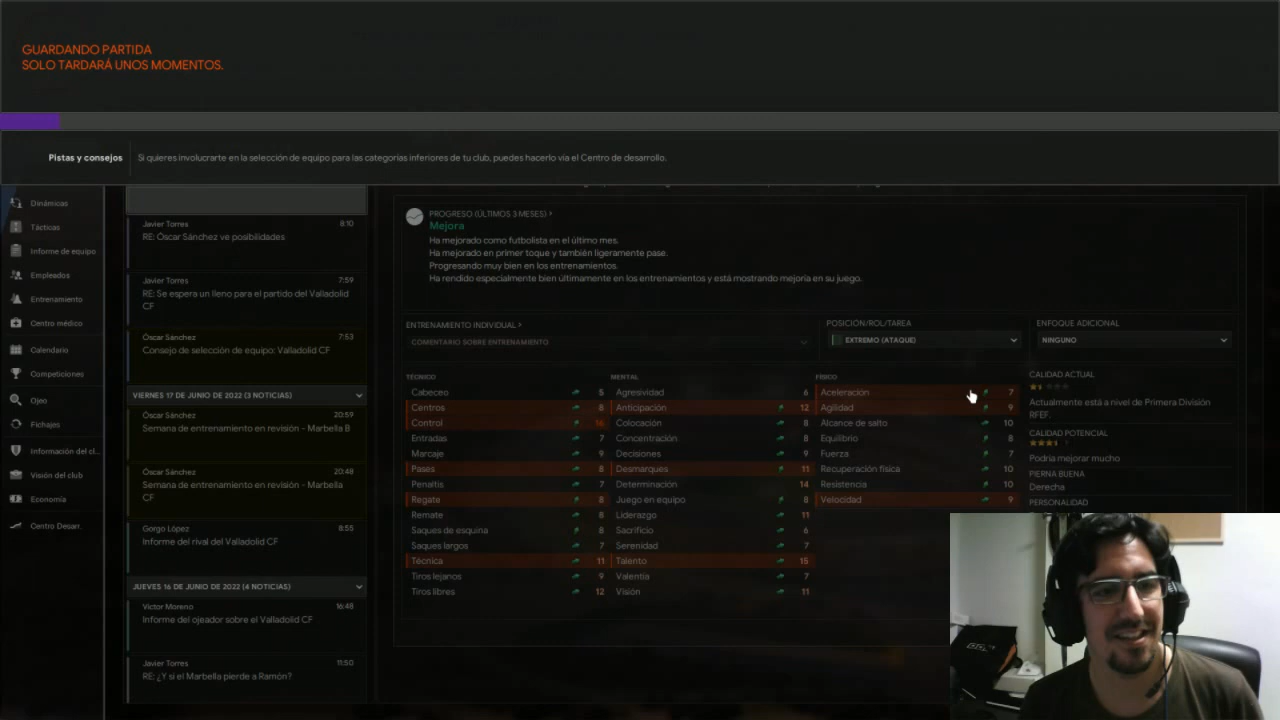 GUARDANDO PARTIDA
SOLO TARDARÁ UNOS MOMENTOS.
Pistas y consejos
Si quieres involucrarte en la selección de equipo para las categorías inferiores de tu club, puedes hacerlo vía el Centro de desarrollo.
Dinámicas
Tácticas
Informe de equipo
Empleados
Entrenamiento
Centro médico
Calendario
Competiciones
Ojeo
Fichajes
Información del cl...
Visión del club
Economía
Centro Desarr.
Javier Torres 8:10
RE: Óscar Sánchez ve posibilidades
Javier Torres 7:59
RE: Se espera un lleno para el partido del Valladolid
CF
Óscar Sánchez 7:53
Consejo de selección de equipo: Valladolid CF
VIERNES 17 DE JUNIO DE 2022 (3 NOTICIAS)
Óscar Sánchez 20:59
Semana de entrenamiento en revisión - Marbella B
Óscar Sánchez 20:48
Semana de entrenamiento en revisión - Marbella
CF
Gorgo López 8:55
Informe del rival del Valladolid CF
JUEVES 16 DE JUNIO DE 2022 (4 NOTICIAS)
Víctor Moreno 16:48
Informe del ojeador sobre el Valladolid CF
Javier Torres 11:50
RE: ¿Y si el Marbella pierde a Ramón?
PROGRESO (ÚLTIMOS 3 MESES) >
Mejora
Ha mejorado como futbolista en el último mes.
Ha mejorado en primer toque y también ligeramente pase.
Progresando muy bien en los entrenamientos.
Ha rendido especialmente bien últimamente en los entrenamientos y está mostrando mejoría en su juego.
ENTRENAMIENTO INDIVIDUAL >
COMENTARIO SOBRE ENTRENAMIENTO
POSICIÓN/ROL/TAREA
EXTREMO (ATAQUE)
ENFOQUE ADICIONAL
NINGUNO
TÉCNICO
Cabeceo 5
Centros 8
Control 16
Entradas 7
Marcaje 9
Pases 8
Penaltis 7
Regate 8
Remate 8
Saques de esquina 8
Saques largos 7
Técnica 11
Tiros lejanos 9
Tiros libres 12
MENTAL
Agresividad 6
Anticipación 12
Colocación 8
Concentración 8
Decisiones 9
Desmarques 11
Determinación 14
Juego en equipo 8
Liderazgo 11
Sacrificio 6
Serenidad 7
Talento 15
Valentía 7
Visión 11
FÍSICO
Aceleración 7
Agilidad 9
Alcance de salto 10
Equilibrio 8
Fuerza 7
Recuperación física 10
Resistencia 10
Velocidad 9
CALIDAD ACTUAL
Actualmente está a nivel de Primera División
RFEF.
CALIDAD POTENCIAL
Podría mejorar mucho
PIERNA BUENA
Derecha
PERSONALIDAD